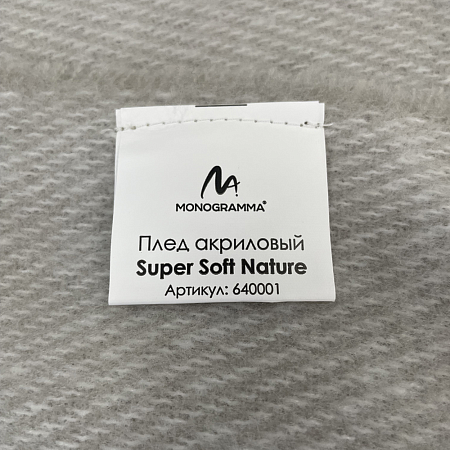 MONOGRAMMA®
Плед акриловый
Super Soft Nature
Артикул: 640001